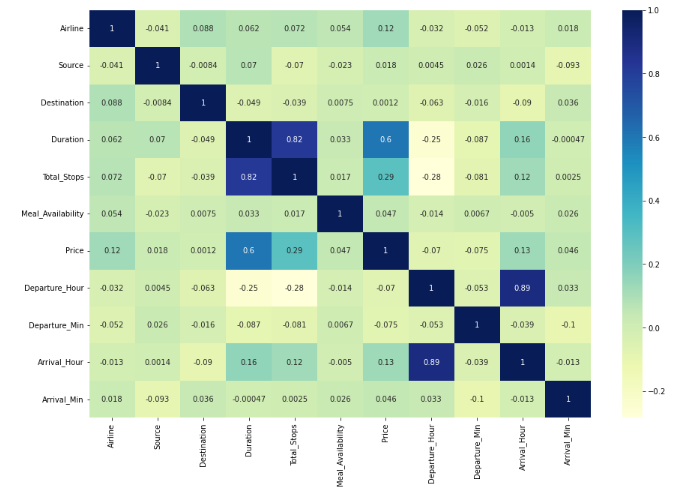 Airline 1 -0.041 0.088 0.062 0.072 0.054 0.12 -0.032 -0.052 -0.013 0.018
Source -0.041 1 -0.0084 0.07 -0.07 -0.023 0.018 0.0045 0.026 0.0014 -0.093
Destination 0.088 -0.0084 1 -0.049 -0.039 0.0075 0.0012 -0.063 -0.016 -0.09 0.036
Duration 0.062 0.07 -0.049 1 0.82 0.033 0.6 -0.25 -0.087 0.16 -0.00047
Total_Stops 0.072 -0.07 -0.039 0.82 1 0.017 0.29 -0.28 -0.081 0.12 0.0025
Meal_Availability 0.054 -0.023 0.0075 0.033 0.017 1 0.047 -0.014 0.0067 -0.005 0.026
Price 0.12 0.018 0.0012 0.6 0.29 0.047 1 -0.07 -0.075 0.13 0.046
Departure_Hour -0.032 0.0045 -0.063 -0.25 -0.28 -0.014 -0.07 1 -0.053 0.89 0.033
Departure_Min -0.052 0.026 -0.016 -0.087 -0.081 0.0067 -0.075 -0.053 1 -0.039 -0.1
Arrival_Hour -0.013 0.0014 -0.09 0.16 0.12 -0.005 0.13 0.89 -0.039 1 -0.013
Arrival_Min 0.018 -0.093 0.036 -0.00047 0.0025 0.026 0.046 0.033 -0.1 -0.013 1
Airline
Source
Destination
Duration
Total_Stops
Meal_Availability
Price
Departure_Hour
Departure_Min
Arrival_Hour
Arrival_Min
1.0
0.8
0.6
0.4
0.2
0.0
−0.2